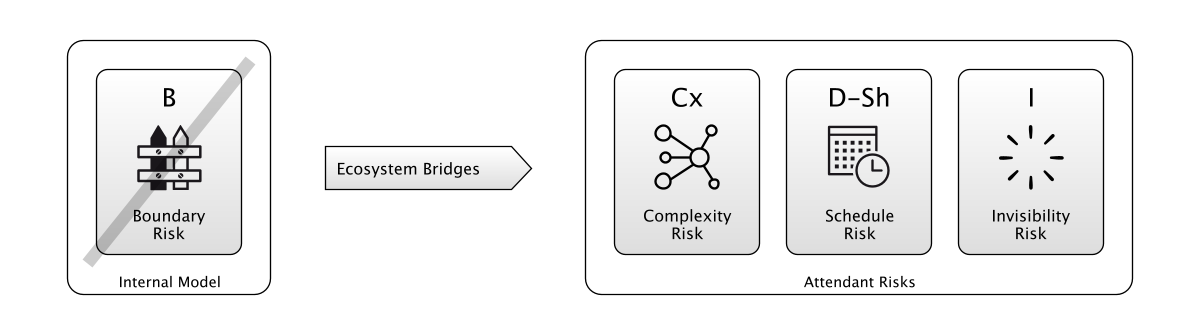 B
Boundary
Risk
Internal Model
Ecosystem Bridges
Cx
Complexity
Risk
D-Sh
Schedule
Risk
I
Invisibility
Risk
Attendant Risks